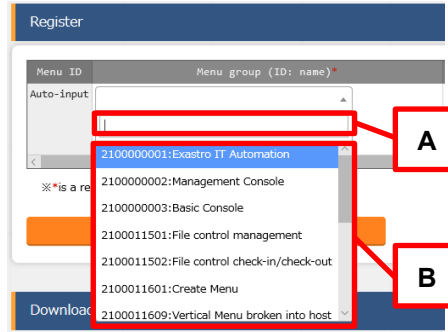 Register
Menu ID Menu group (ID: name)*
Auto-input
A
2100000001:Exastro IT Automation
2100000002:Management Console
※*is a re
2100000003:Basic Console
2100011501:File control management
2100011502:File control check-in/check-out
B
2100011601:Create Menu
Download
2100011609:Vertical Menu broken into host